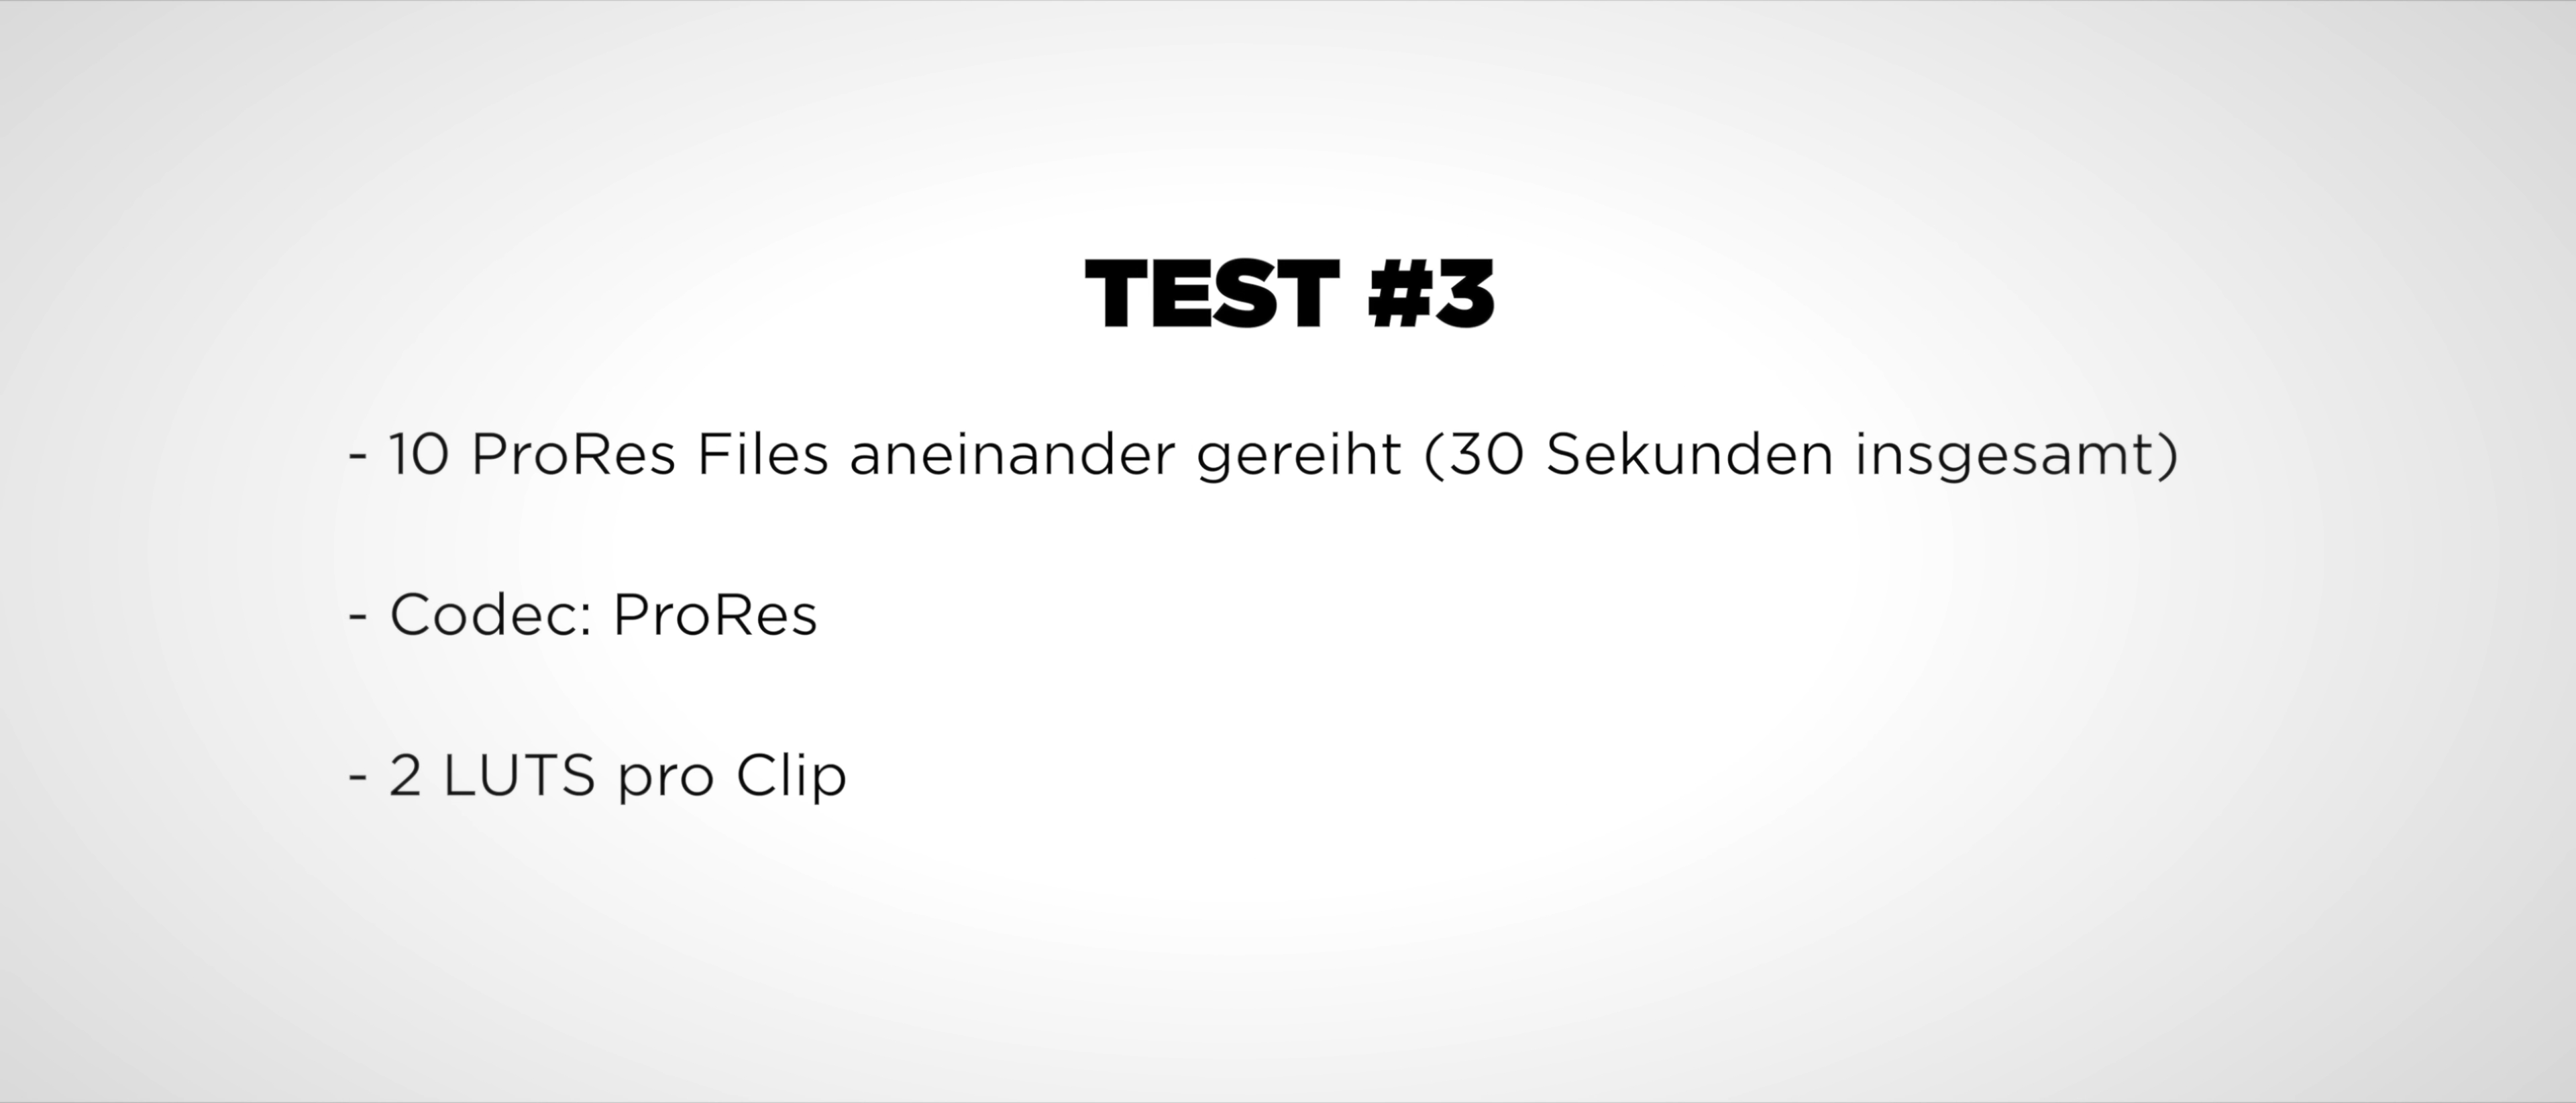 TEST #3
- 10 ProRes Files aneinander gereiht (30 Sekunden insgesamt)
- Codec: ProRes
- 2 LUTS pro Clip